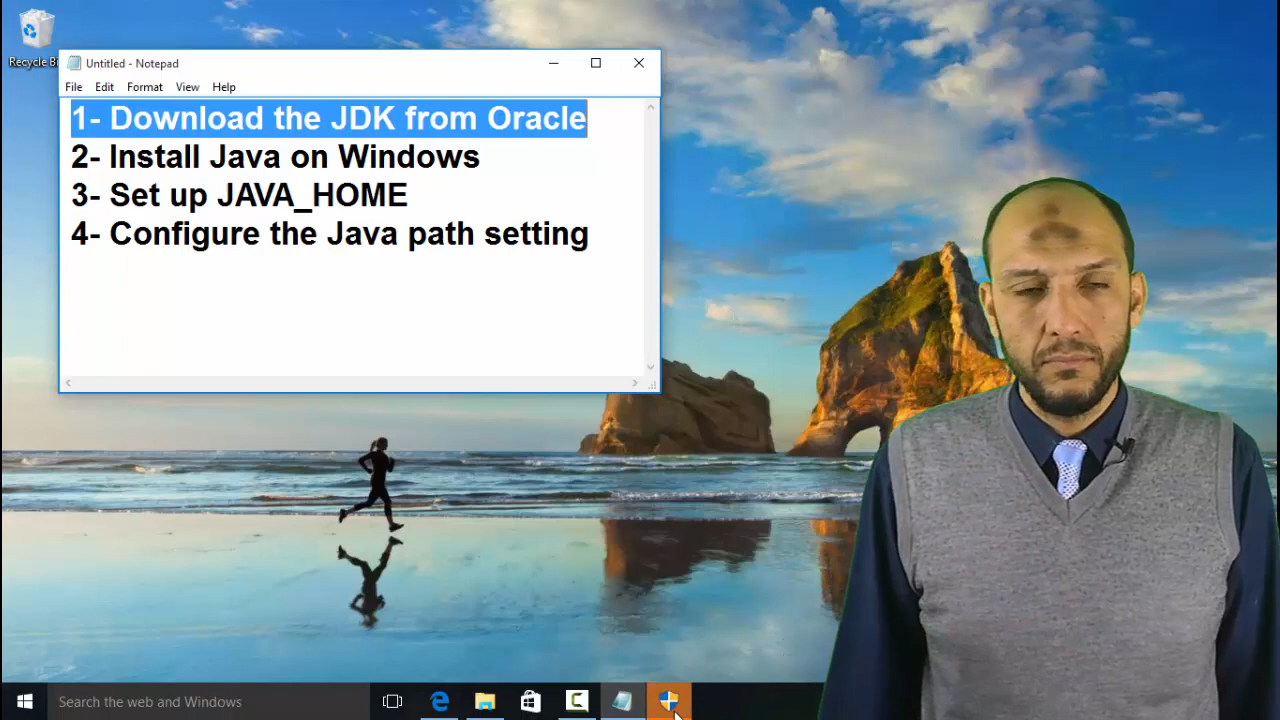 Recycle Bi
Untitled - Notepad
File Edit Format View Help
1- Download the JDK from Oracle
2- Install Java on Windows
3- Set up JAVA_HOME
4- Configure the Java path setting
Search the web and Windows